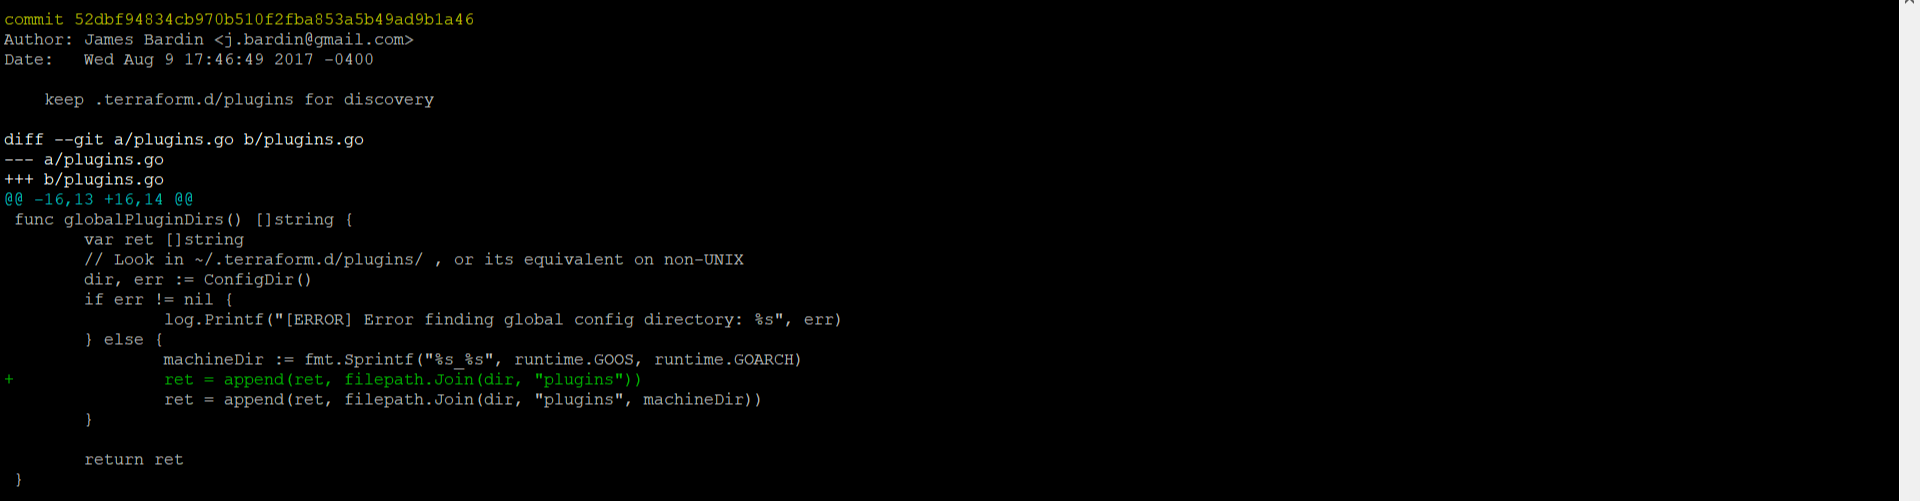 commit 52dbf94834cb970b510f2fba853a5b49ad9b1a46
Author: James Bardin <j.bardin@gmail.com>
Date:   Wed Aug 9 17:46:49 2017 -0400

    keep .terraform.d/plugins for discovery

diff --git a/plugins.go b/plugins.go
--- a/plugins.go
+++ b/plugins.go
@@ -16,13 +16,14 @@
 func globalPluginDirs() []string {
        var ret []string
        // Look in ~/.terraform.d/plugins/ , or its equivalent on non-UNIX
        dir, err := ConfigDir()
        if err != nil {
                log.Printf("[ERROR] Error finding global config directory: %s", err)
        } else {
                machineDir := fmt.Sprintf("%s_%s", runtime.GOOS, runtime.GOARCH)
+               ret = append(ret, filepath.Join(dir, "plugins"))
                ret = append(ret, filepath.Join(dir, "plugins", machineDir))
        }

        return ret
 }